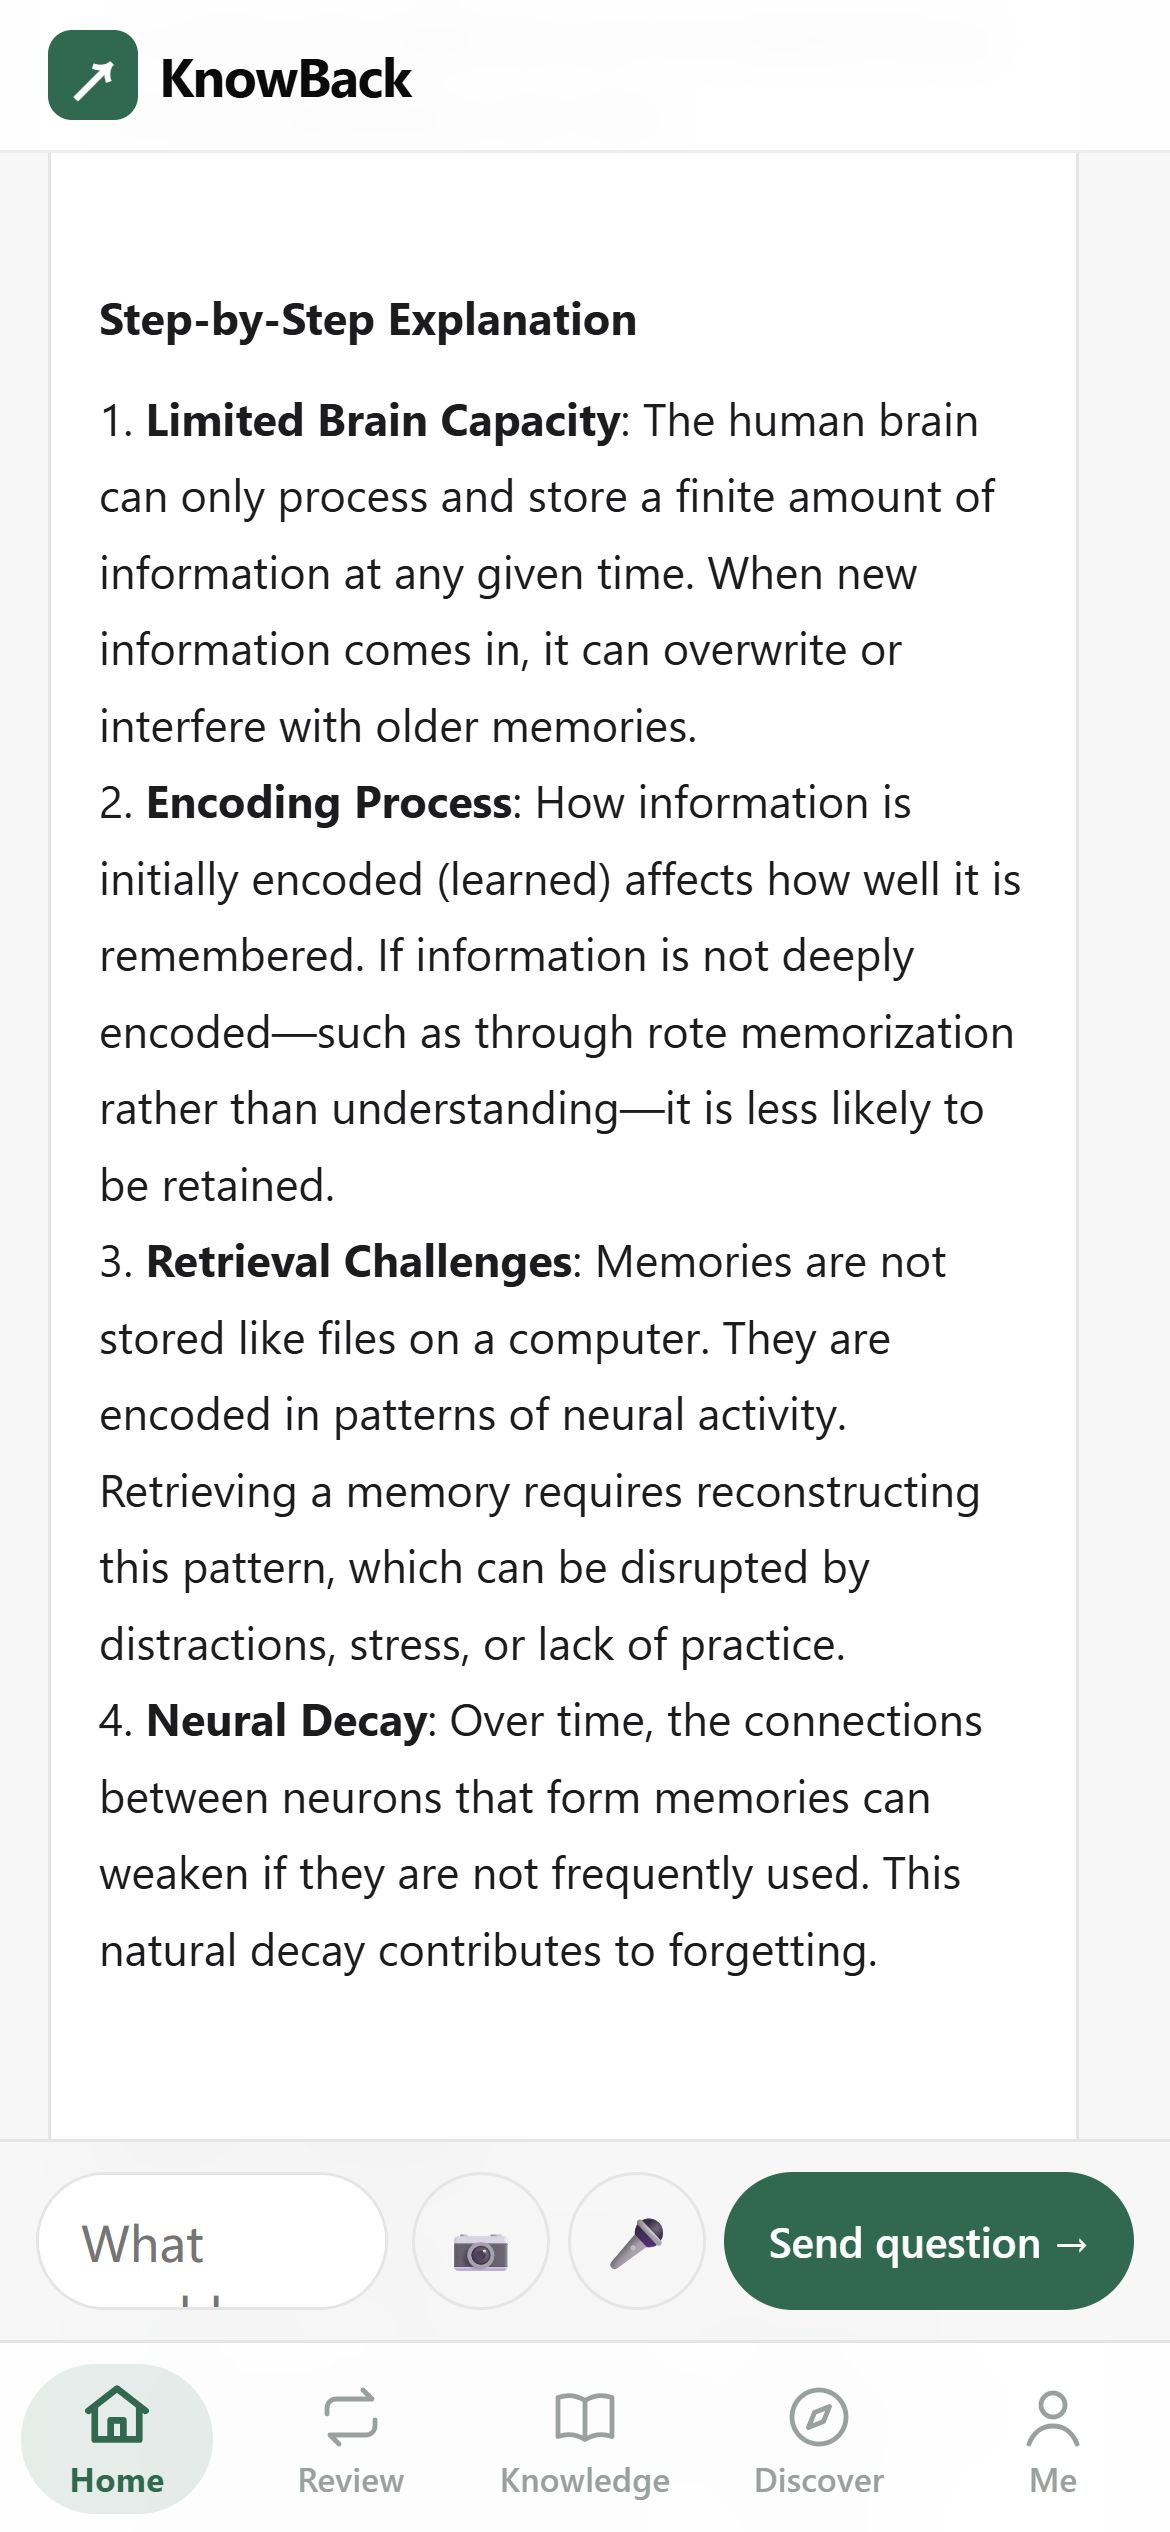 KnowBack
Step-by-Step Explanation
1. Limited Brain Capacity: The human brain
can only process and store a finite amount of
information at any given time. When new
information comes in, it can overwrite or
interfere with older memories.
2. Encoding Process: How information is
initially encoded (learned) affects how well it is
remembered. If information is not deeply
encoded—such as through rote memorization
rather than understanding—it is less likely to
be retained.
3. Retrieval Challenges: Memories are not
stored like files on a computer. They are
encoded in patterns of neural activity.
Retrieving a memory requires reconstructing
this pattern, which can be disrupted by
distractions, stress, or lack of practice.
4. Neural Decay: Over time, the connections
between neurons that form memories can
weaken if they are not frequently used. This
natural decay contributes to forgetting.
What
Send question →
Home
Review
Knowledge
Discover
Me